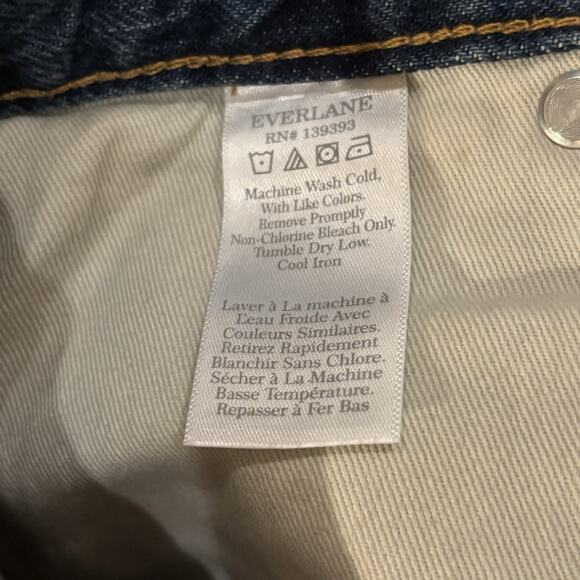 EVERLANE
RN# 139393
Machine Wash Cold,
With Like Colors.
Remove Promptly
Non-Chlorine Bleach Only.
Tumble Dry Low.
Cool Iron
Laver à La machine à
L'eau Froide Avec
Couleurs Similaires.
Retirez Rapidement
Blanchir Sans Chlore.
Sécher à La Machine
Basse Température.
Repasser à Fer Bas